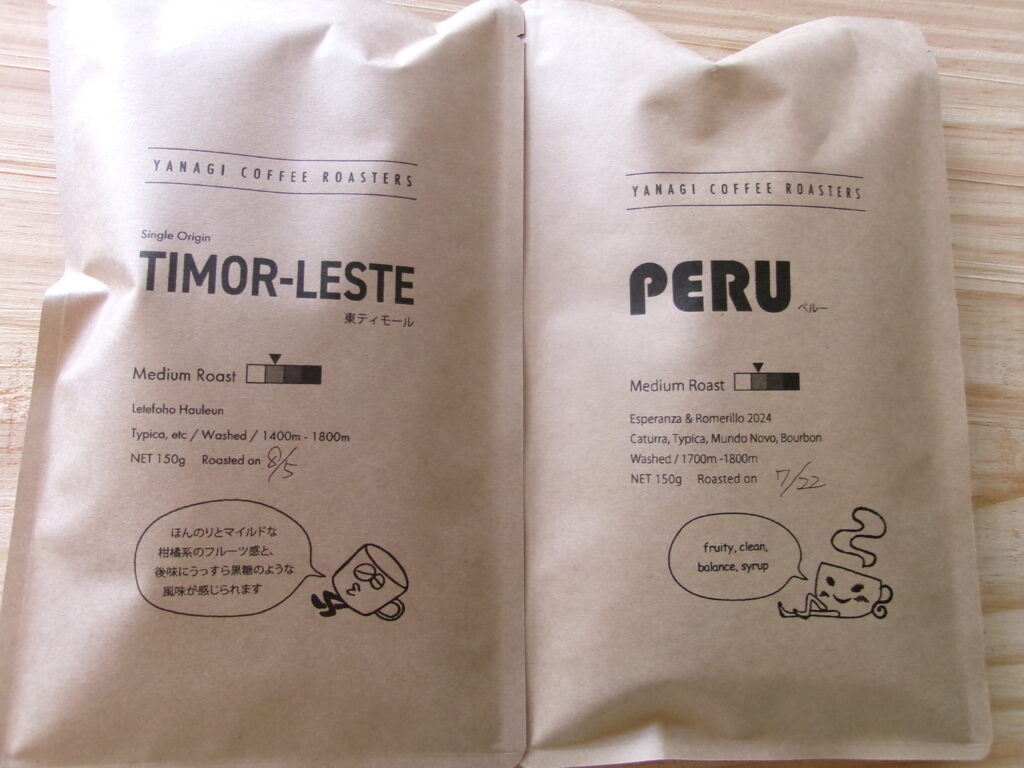 YANAGI COFFEE ROASTERS
Single Origin
TIMOR-LESTE
東ティモール
Medium Roast
Letefoho Hauleun
Typica, etc / Washed / 1400m - 1800m
NET 150g Roasted on 8/5
ほんのりとマイルドな
柑橘系のフルーツ感と、
後味にうっすら黒糖のような
風味が感じられます
YANAGI COFFEE ROASTERS
PERU ペルー
Medium Roast
Esperanza & Romerillo 2024
Caturra, Typica, Mundo Novo, Bourbon
Washed / 1700m -1800m
NET 150g Roasted on 7/22
fruity, clean,
balance, syrup